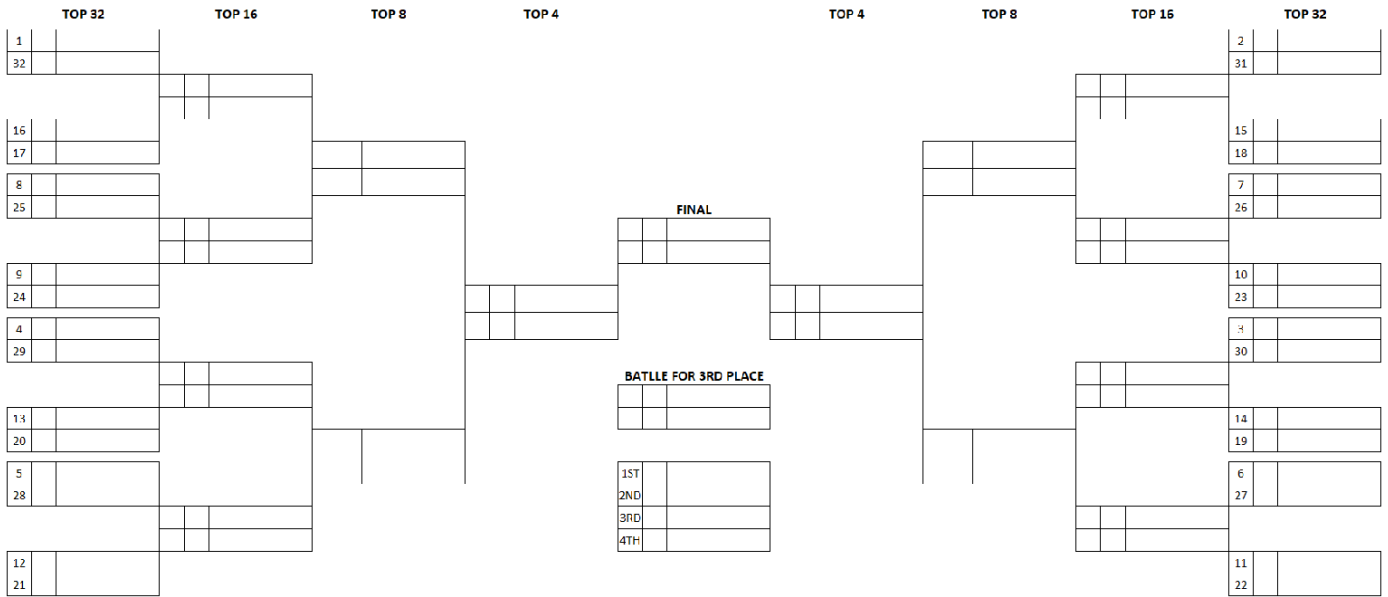 TOP 32 TOP 16 TOP 8 TOP 4 TOP 4 TOP 8 TOP 16 TOP 32
1 2
32 31
16 15
17 18
8 7
25 26
FINAL
9 10
24 23
4 3
29 30
BATLLE FOR 3RD PLACE
13 14
20 19
5 1ST 6
28 2ND 27
3RD
4TH
12 11
21 22